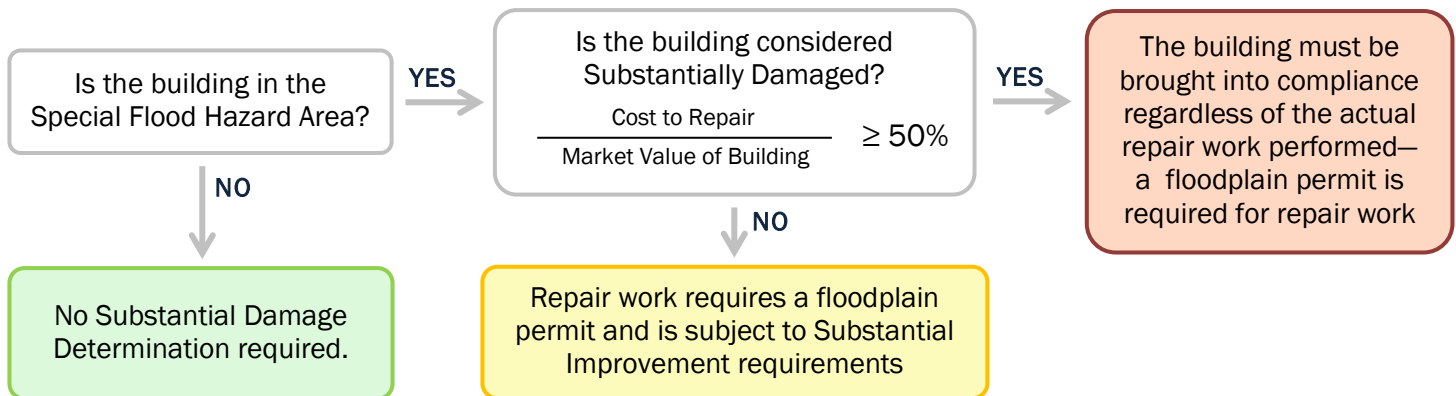 Is the building in the
Special Flood Hazard Area?
YES
Is the building considered
Substantially Damaged?
Cost to Repair
Market Value of Building
≥ 50%
YES
The building must be
brought into compliance
regardless of the actual
repair work performed—
a floodplain permit is
required for repair work
NO
NO
No Substantial Damage
Determination required.
Repair work requires a floodplain
permit and is subject to Substantial
Improvement requirements